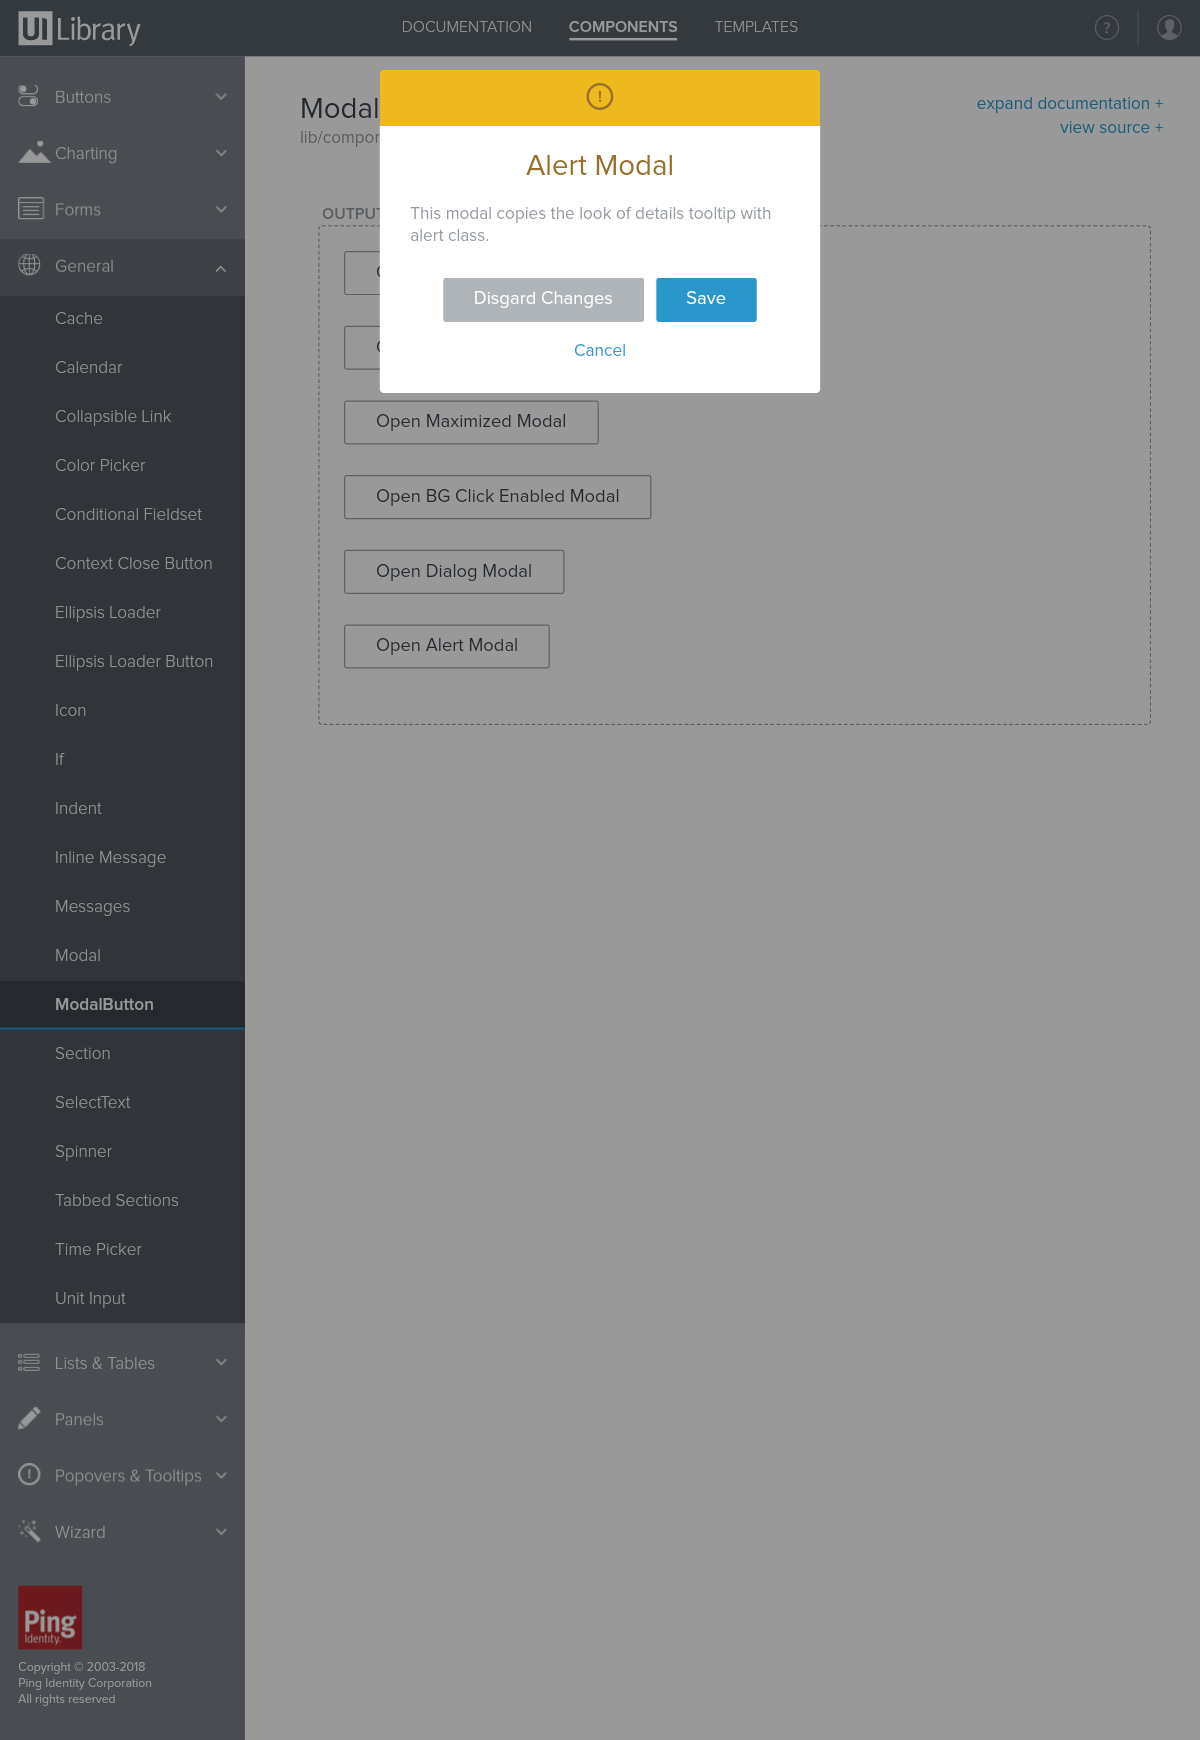 UI Library
DOCUMENTATION
COMPONENTS
TEMPLATES
?
Buttons
Charting
Forms
General
Cache
Calendar
Collapsible Link
Color Picker
Conditional Fieldset
Context Close Button
Ellipsis Loader
Ellipsis Loader Button
Icon
If
Indent
Inline Message
Messages
Modal
ModalButton
Section
SelectText
Spinner
Tabbed Sections
Time Picker
Unit Input
Lists & Tables
Panels
Popovers & Tooltips
Wizard
Ping
Identity.
Copyright © 2003-2018
Ping Identity Corporation
All rights reserved
Modal
expand documentation +
view source +
Alert Modal
This modal copies the look of details tooltip with
alert class.
Disgard Changes
Save
Cancel
Open Maximized Modal
Open BG Click Enabled Modal
Open Dialog Modal
Open Alert Modal